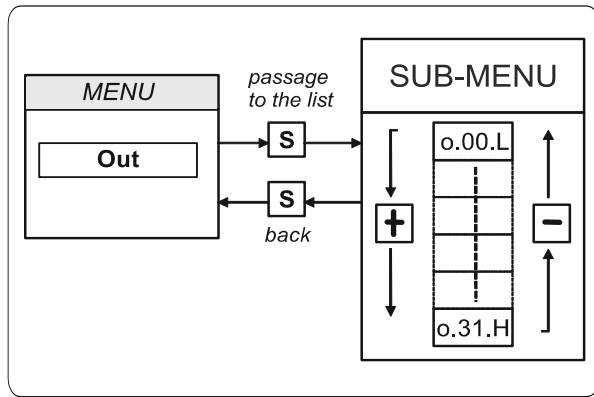 MENU
Out
passage
to the list
S
S
back
SUB-MENU
o.00.L
+
−
o.31.H